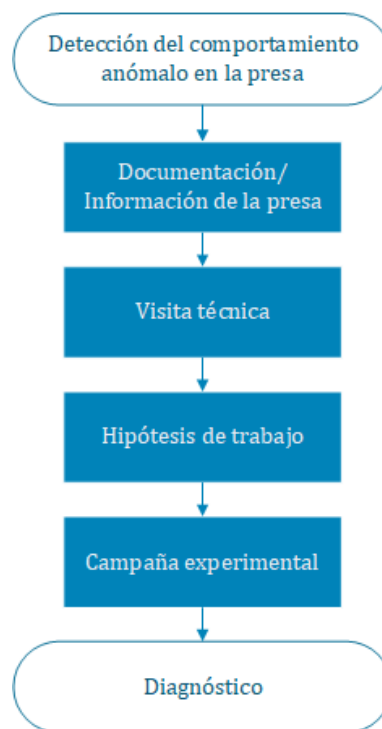 Detección del comportamiento
anómalo en la presa
Documentación/
Información de la presa
Visita técnica
Hipótesis de trabajo
Campaña experimental
Diagnóstico